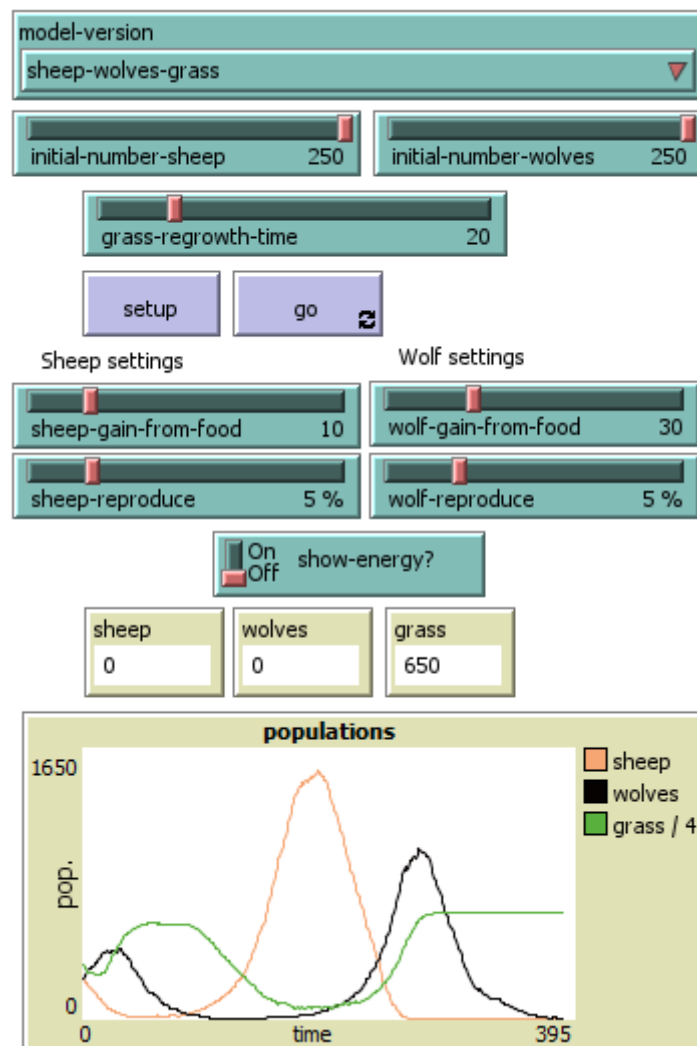 model-version
sheep-wolves-grass
initial-number-sheep 250
initial-number-wolves 250
grass-regrowth-time 20
setup
go
Sheep settings
Wolf settings
sheep-gain-from-food 10
wolf-gain-from-food 30
sheep-reproduce 5 %
wolf-reproduce 5 %
On
Off
show-energy?
sheep
0
wolves
0
grass
650
populations
1650
pop.
0
0
time
395
sheep
wolves
grass / 4